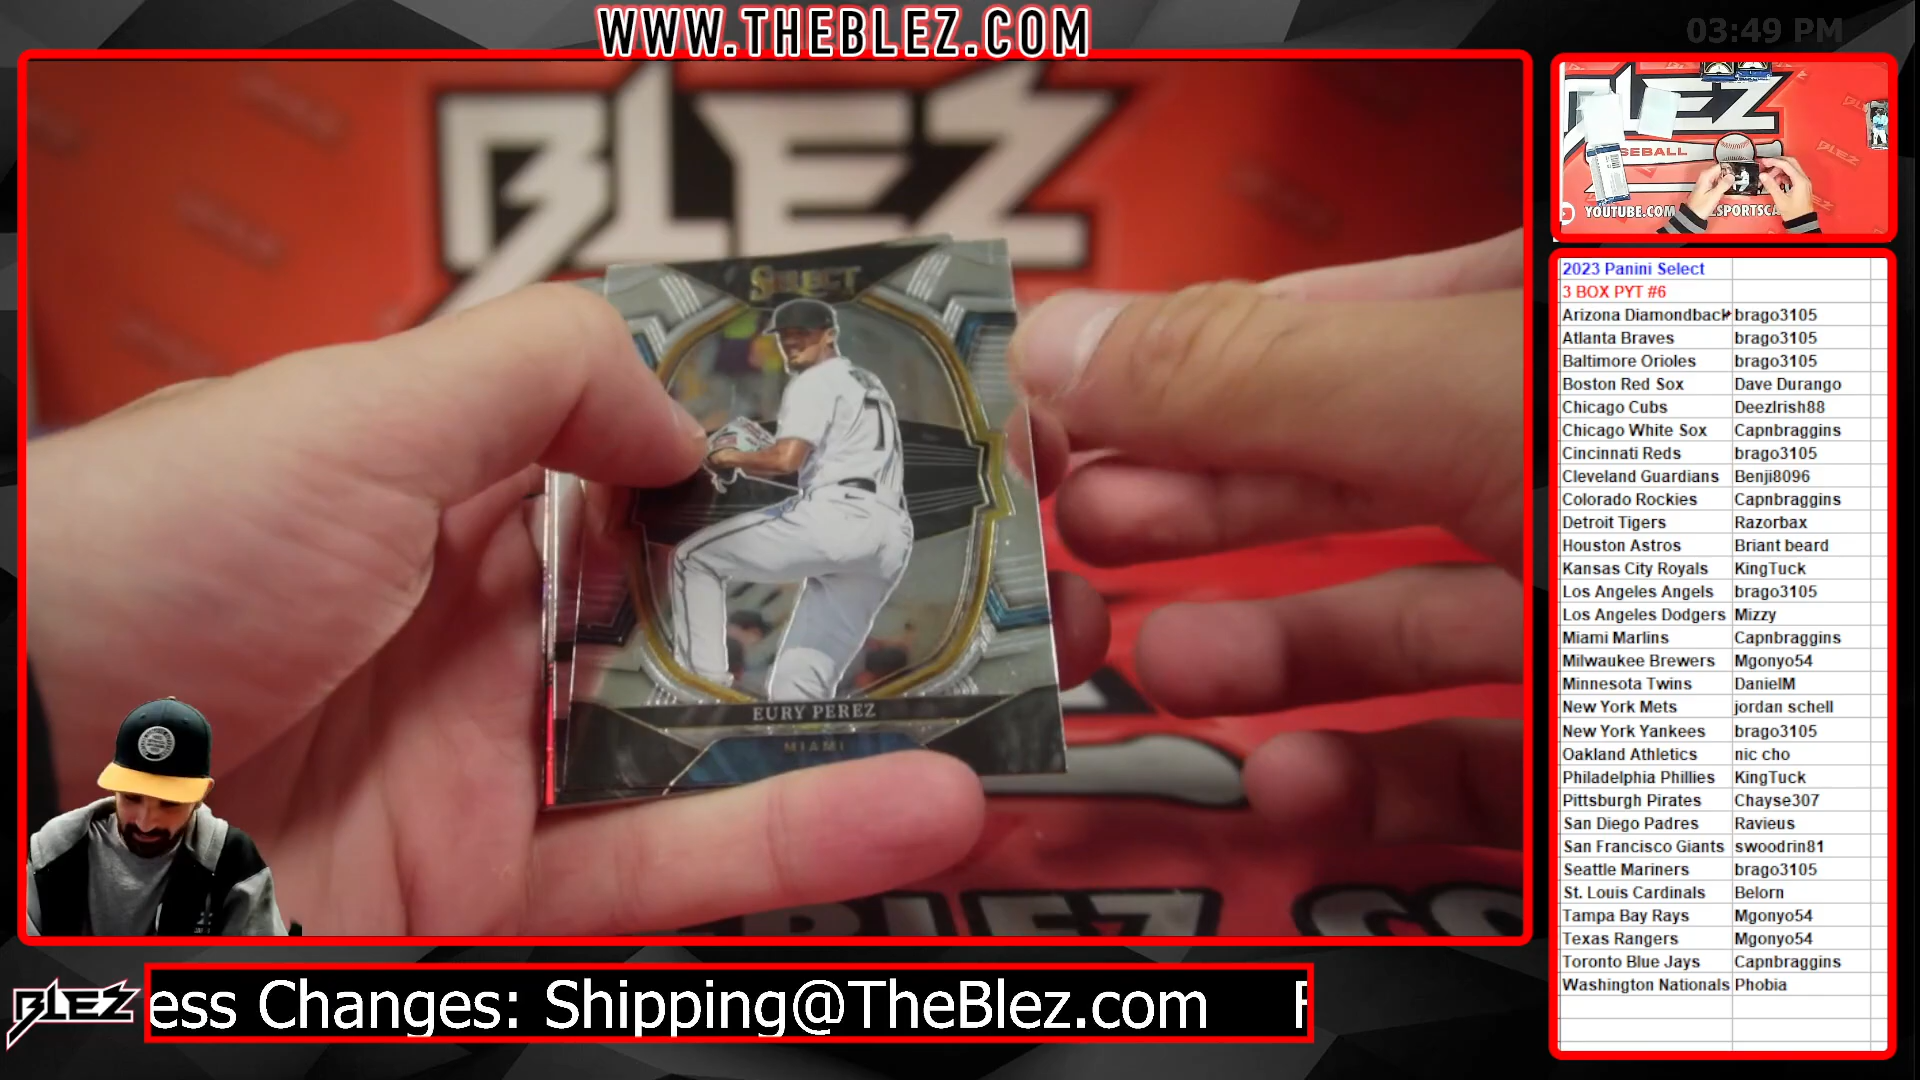 WWW.THEBLEZ.COM
03:49 PM
BLEZ
SELECT
EURY PEREZ
MIAMI
BLEZ
BLEZ
YOUTUBE.COM
2023 Panini Select
3 BOX PYT #6
Arizona Diamondback brago3105
Atlanta Braves brago3105
Baltimore Orioles brago3105
Boston Red Sox Dave Durango
Chicago Cubs DeezIrish88
Chicago White Sox Capnbraggins
Cincinnati Reds brago3105
Cleveland Guardians Benji8096
Colorado Rockies Capnbraggins
Detroit Tigers Razorbax
Houston Astros Briant beard
Kansas City Royals KingTuck
Los Angeles Angels brago3105
Los Angeles Dodgers Mizzy
Miami Marlins Capnbraggins
Milwaukee Brewers Mgonyo54
Minnesota Twins DanielM
New York Mets jordan schell
New York Yankees brago3105
Oakland Athletics nic cho
Philadelphia Phillies KingTuck
Pittsburgh Pirates Chayse307
San Diego Padres Ravieus
San Francisco Giants swoodrin81
Seattle Mariners brago3105
St. Louis Cardinals Belorn
Tampa Bay Rays Mgonyo54
Texas Rangers Mgonyo54
Toronto Blue Jays Capnbraggins
Washington Nationals Phobia
BLEZ
ess Changes: Shipping@TheBlez.com